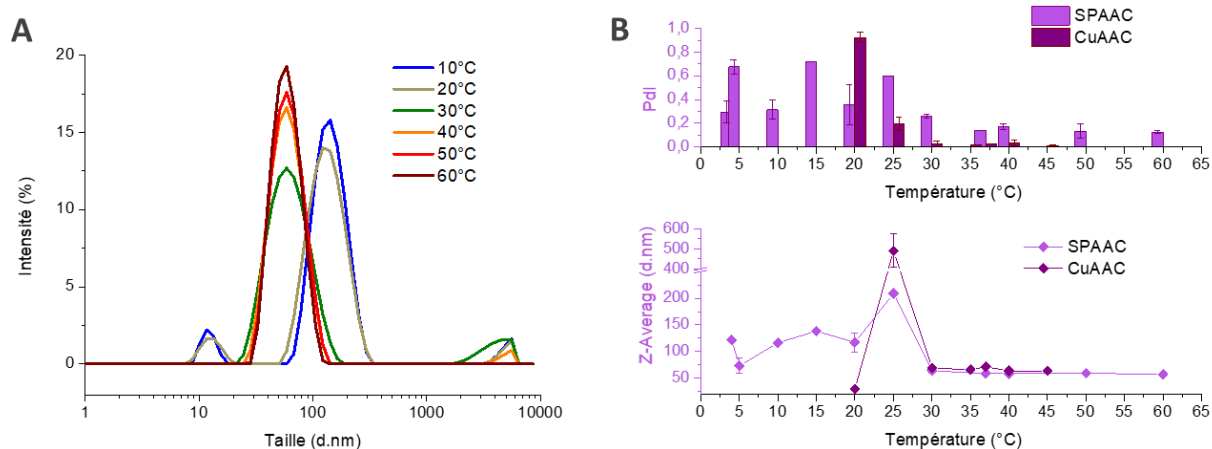 A
Intensité (%)
20
15
10
5
0
10°C
20°C
30°C
40°C
50°C
60°C
1
10
100
1000
10000
Taille (d.nm)
B
SPAAC
CuAAC
PdI
1,0
0,8
0,6
0,4
0,2
0,0
0 5 10 15 20 25 30 35 40 45 50 55 60 65
Température (°C)
Z-Average (d.nm)
600
500
400
200
150
100
50
SPAAC
CuAAC
0 5 10 15 20 25 30 35 40 45 50 55 60 65
Température (°C)